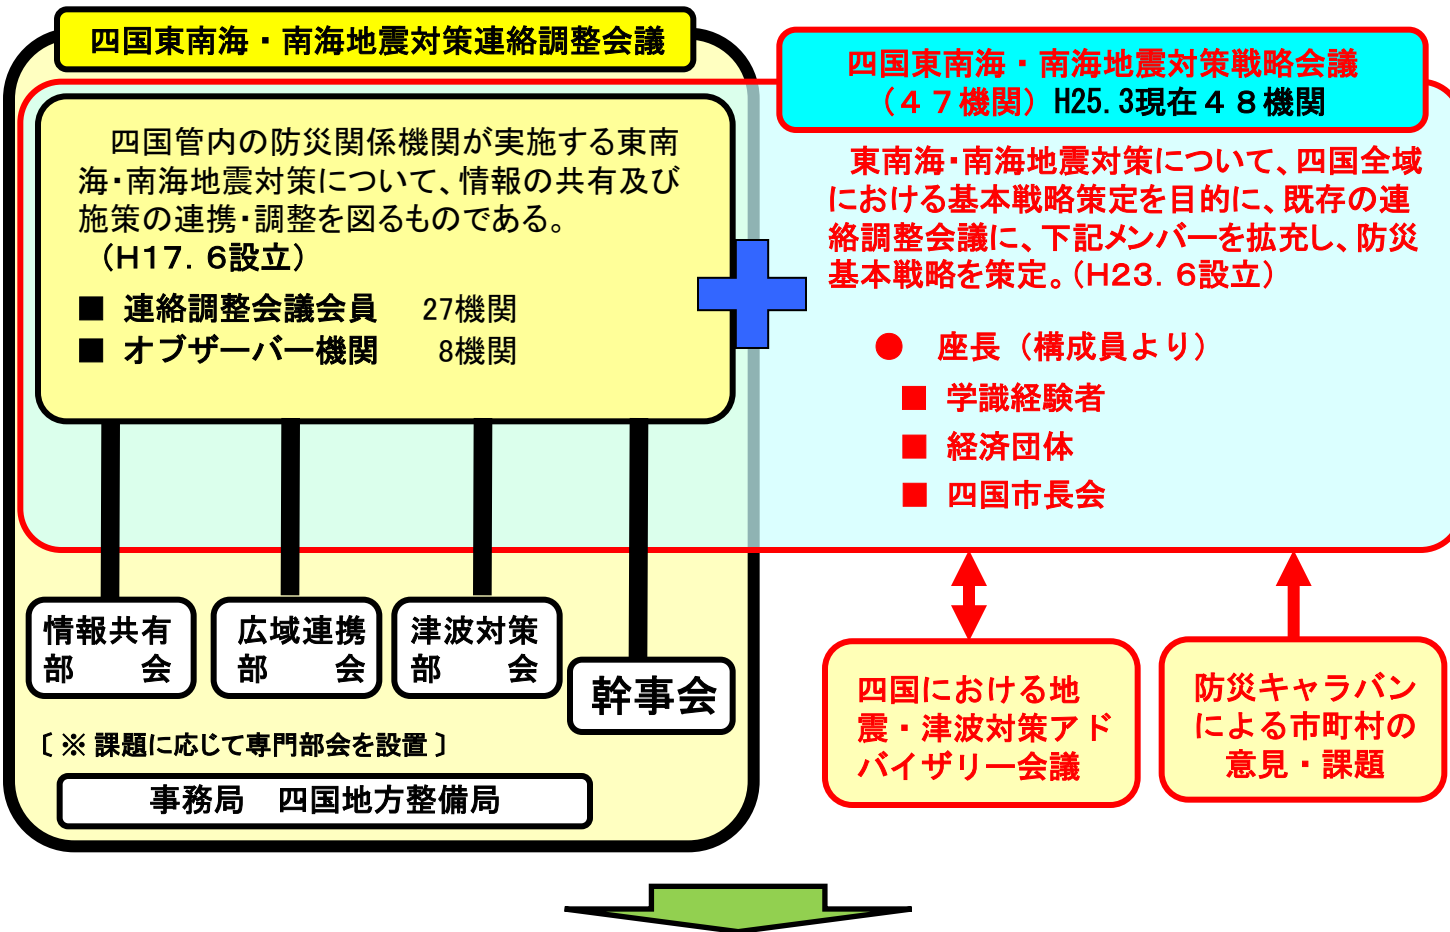 四国東南海・南海地震対策連絡調整会議
四国管内の防災関係機関が実施する東南
海・南海地震対策について、情報の共有及び
施策の連携・調整を図るものである。
（H17．6設立）
■ 連絡調整会議会員 27機関
■ オブザーバー機関 8機関
情報共有
部 会
広域連携
部 会
津波対策
部 会
幹事会
〔 ※ 課題に応じて専門部会を設置 〕
事務局 四国地方整備局
四国東南海・南海地震対策戦略会議
（４７機関）H25.3現在４８機関
東南海・南海地震対策について、四国全域
における基本戦略策定を目的に、既存の連
絡調整会議に、下記メンバーを拡充し、防災
基本戦略を策定。（H23．6設立）
● 座長（構成員より）
■ 学識経験者
■ 経済団体
■ 四国市長会
四国における地
震・津波対策アド
バイザリー会議
防災キャラバン
による市町村の
意見・課題